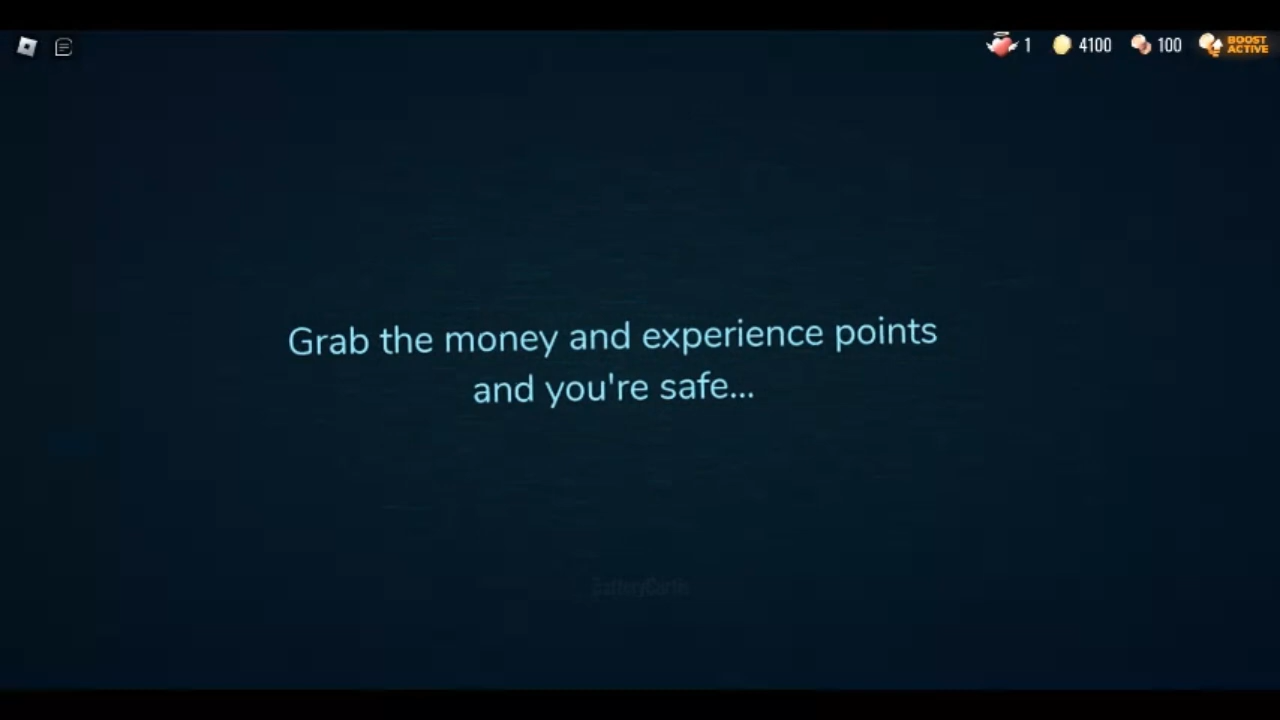 1 4100 100 BOOST
ACTIVE
Grab the money and experience points
and you're safe...